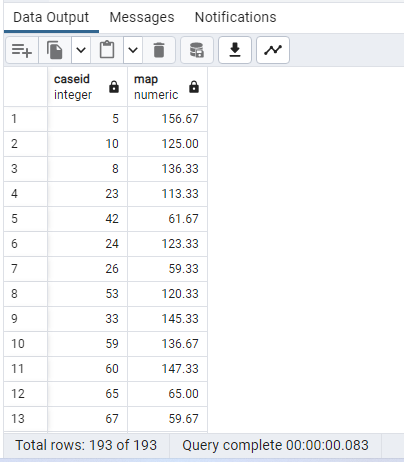 Data Output Messages Notifications
caseid map
integer numeric
1 5 156.67
2 10 125.00
3 8 136.33
4 23 113.33
5 42 61.67
6 24 123.33
7 26 59.33
8 53 120.33
9 33 145.33
10 59 136.67
11 60 147.33
12 65 65.00
13 67 59.67
Total rows: 193 of 193 Query complete 00:00:00.083